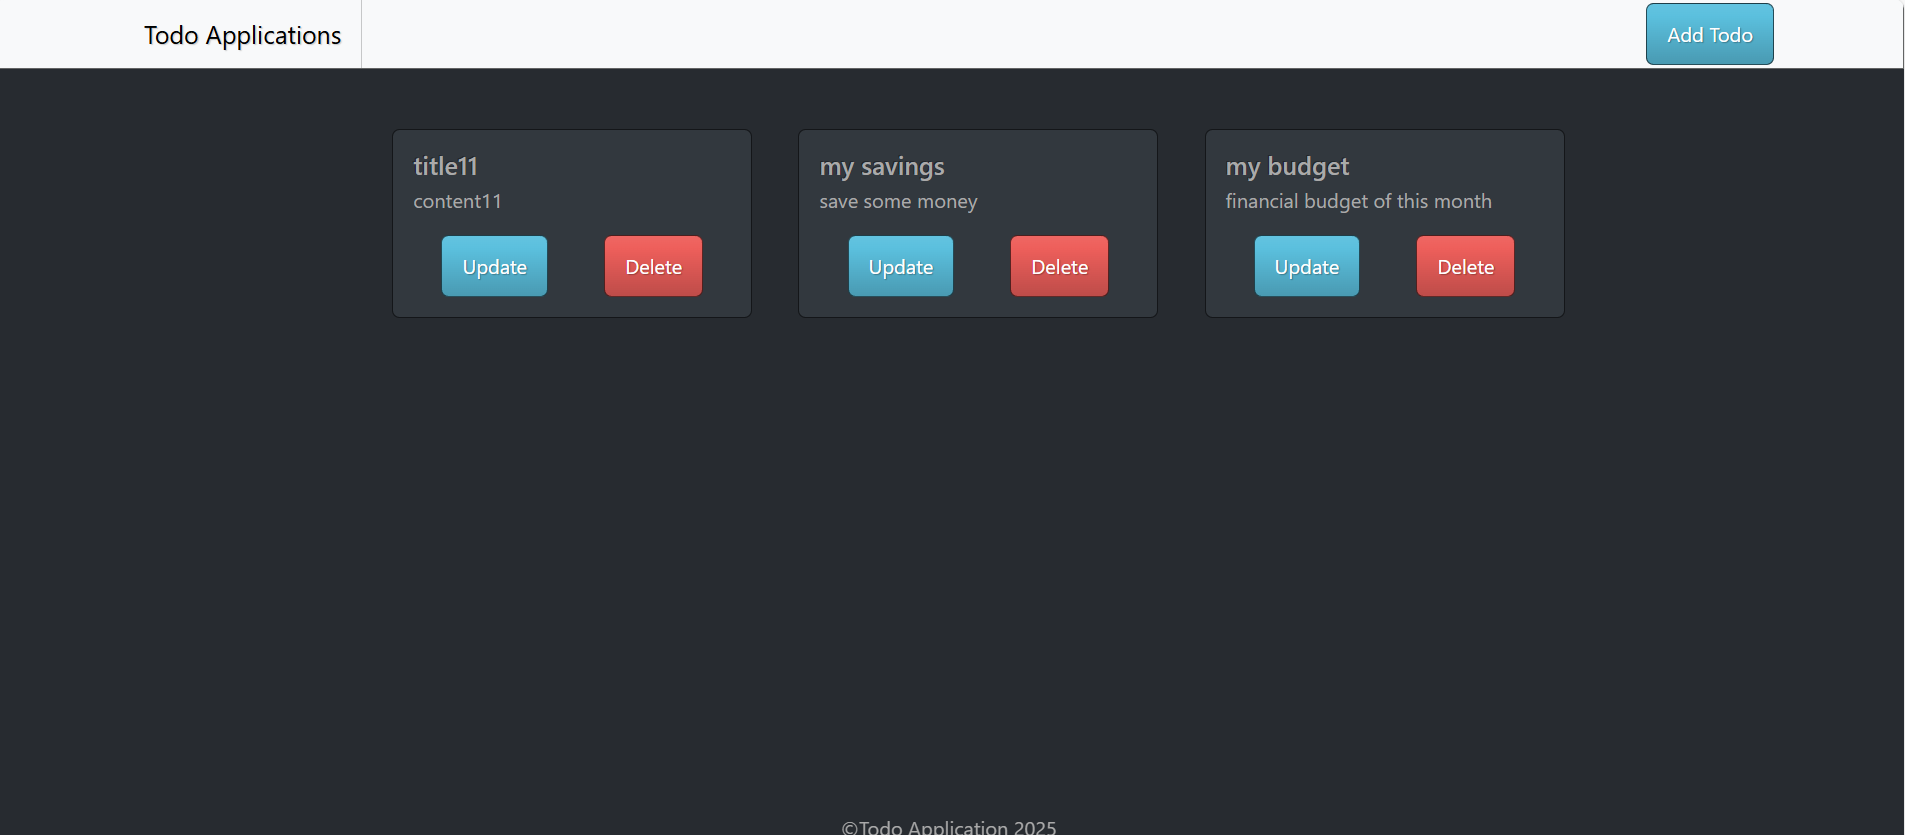 Todo Applications
Add Todo
title11
content11
Update
Delete
my savings
save some money
Update
Delete
my budget
financial budget of this month
Update
Delete
©Todo Application 2025